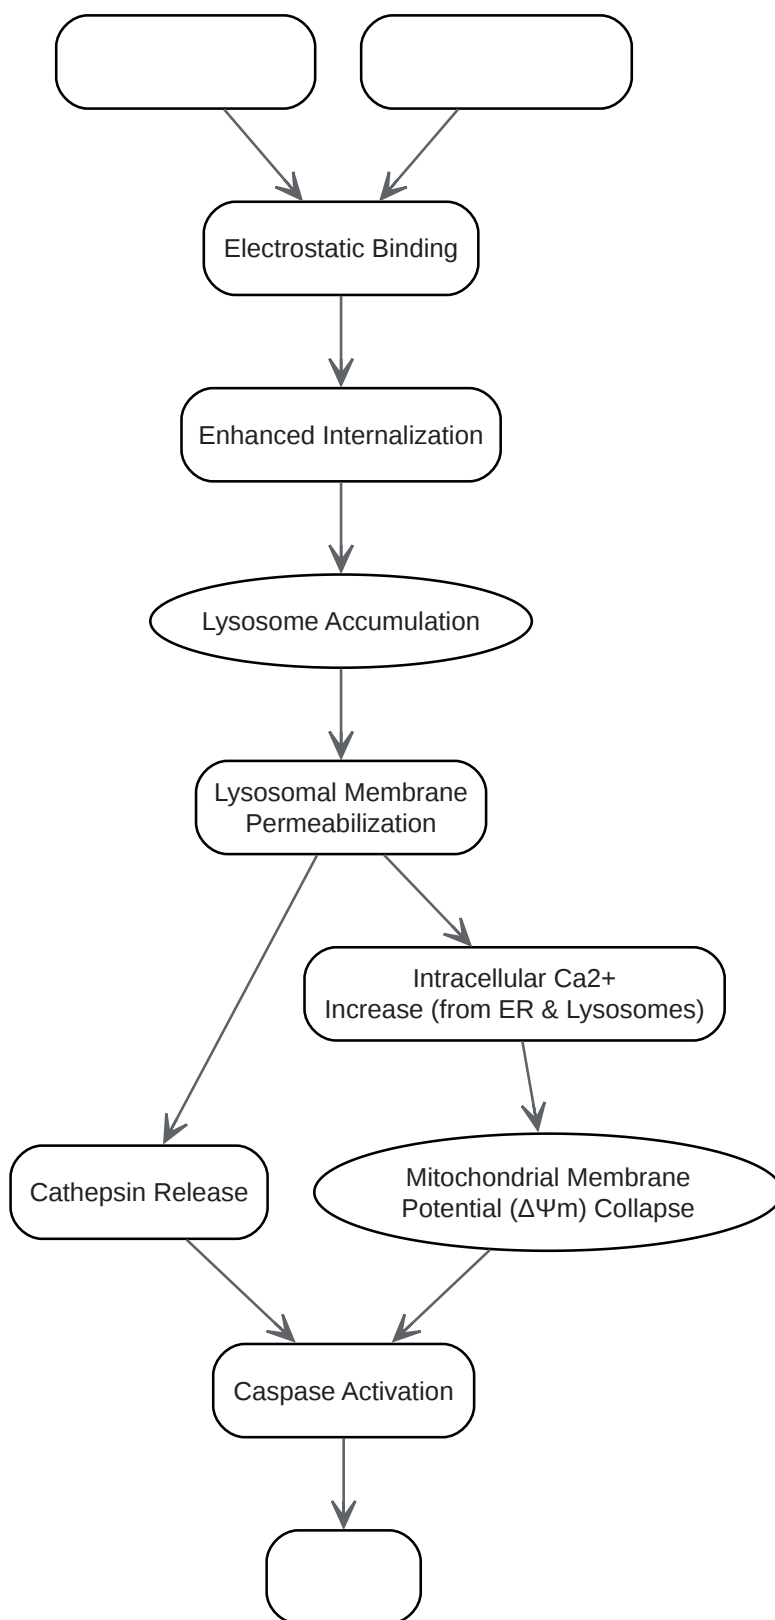 Electrostatic Binding
Enhanced Internalization
Lysosome Accumulation
Lysosomal Membrane
Permeabilization
Intracellular Ca2+
Increase (from ER & Lysosomes)
Cathepsin Release
Mitochondrial Membrane
Potential (ΔΨm) Collapse
Caspase Activation